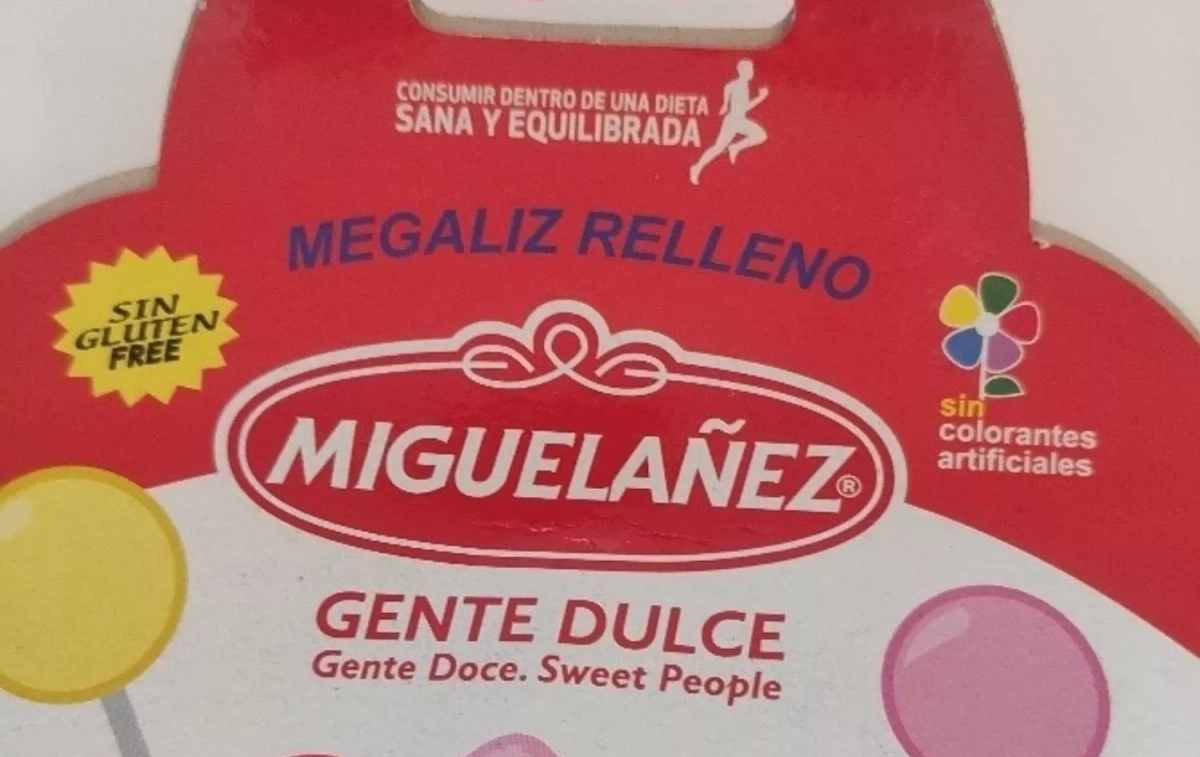 CONSUMIR DENTRO DE UNA DIETA
SANA Y EQUILIBRADA
MEGALIZ RELLENO
SIN
GLUTEN
FREE
sin
colorantes
artificiales
MIGUELAÑEZ®
GENTE DULCE
Gente Doce. Sweet People